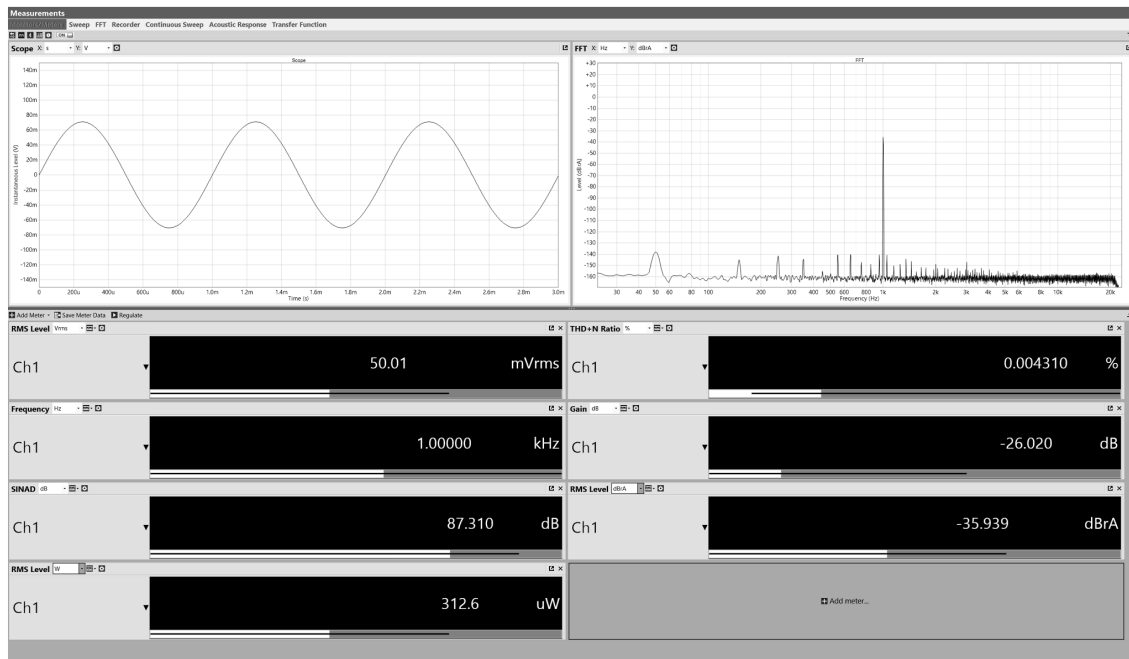 Measurements
Sweep FFT Recorder Continuous Sweep Acoustic Response Transfer Function
ON
Scope X: s Y: V
FFT X: Hz Y: dBrA
Scope
Instantaneous Level (V)
140m
120m
100m
80m
60m
40m
20m
0
-20m
-40m
-60m
-80m
-100m
-120m
-140m
0 200u 400u 600u 800u 1.0m 1.2m 1.4m 1.6m 1.8m 2.0m 2.2m 2.4m 2.6m 2.8m 3.0m
Time (s)
FFT
Level (dBrA)
+30
+20
+10
0
-10
-20
-30
-40
-50
-60
-70
-80
-90
-100
-110
-120
-130
-140
-150
-160
30 40 50 60 80 100 200 300 400 500 600 800 1k 2k 3k 4k 5k 6k 8k 10k 20k
Frequency (Hz)
Add Meter Save Meter Data Regulate
RMS Level Vrms
Ch1 50.01 mVrms
THD+N Ratio %
Ch1 0.004310 %
Frequency Hz
Ch1 1.00000 kHz
Gain dB
Ch1 -26.020 dB
SINAD dB
Ch1 87.310 dB
RMS Level dBrA
Ch1 -35.939 dBrA
RMS Level W
Ch1 312.6 uW
Add meter...